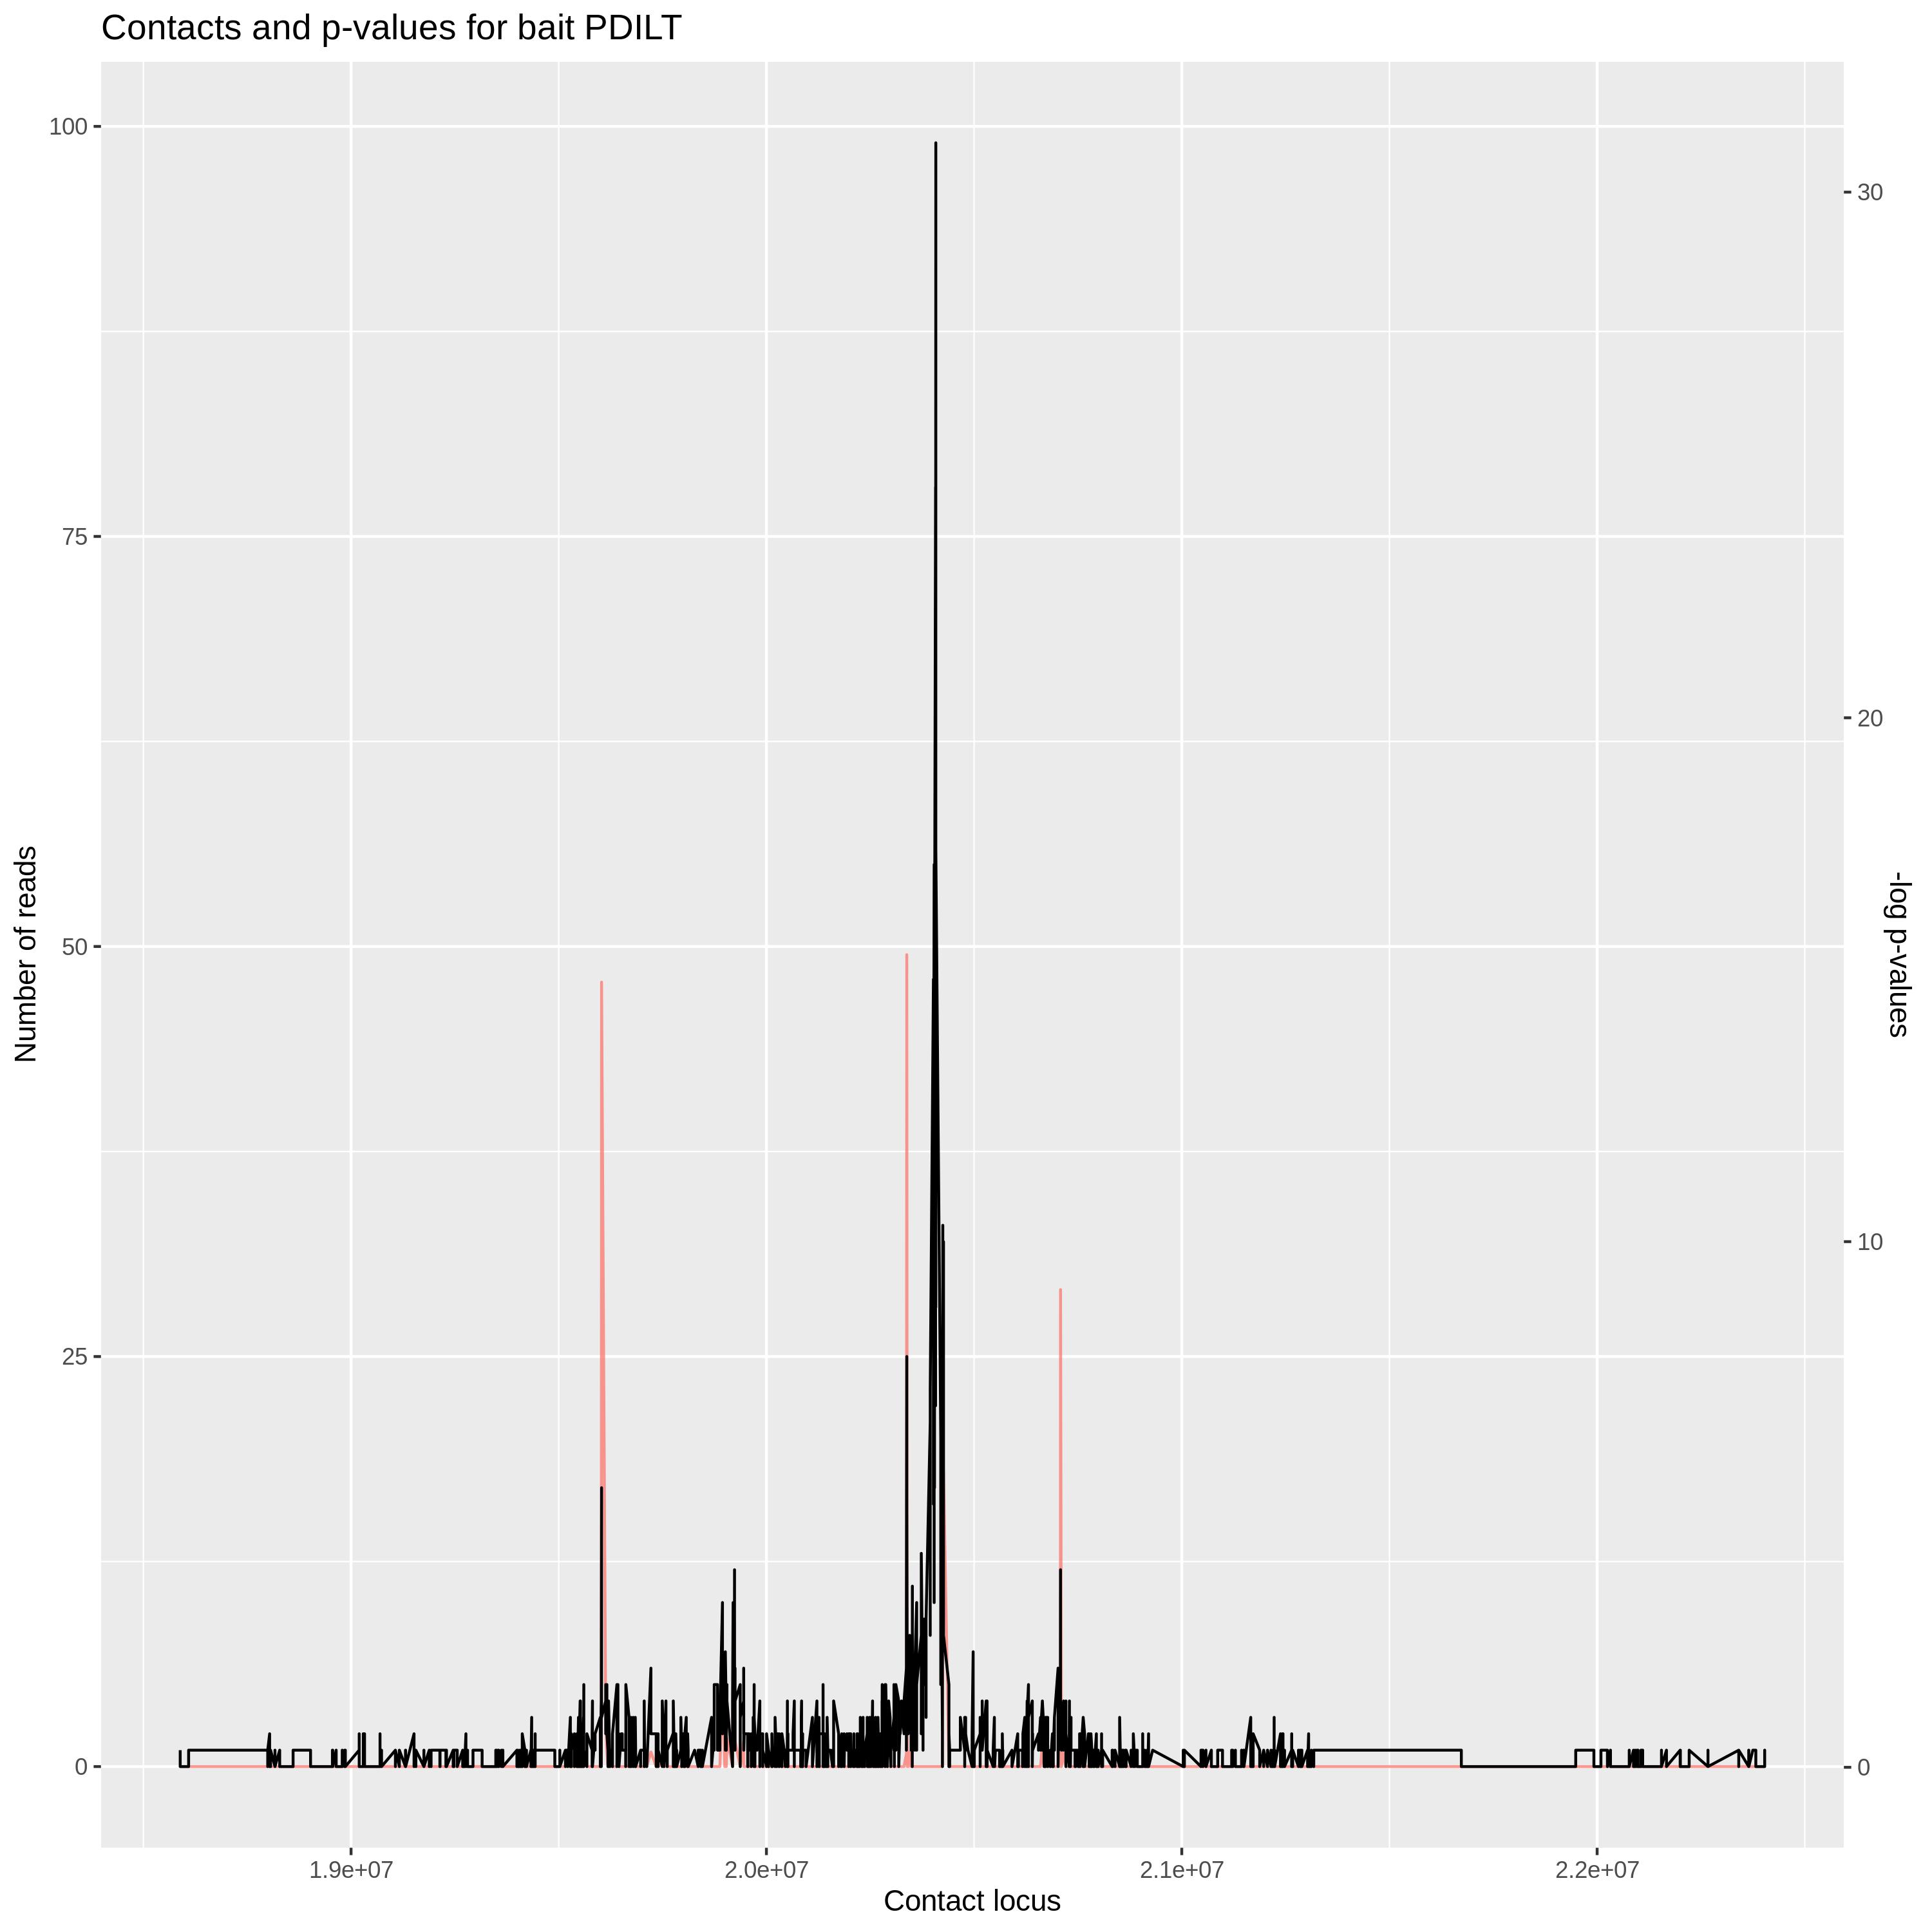 Contacts and p-values for bait PDILT
100
75
50
25
0
Number of reads
30
20
10
0
-log p-values
1.9e+07
2.0e+07
2.1e+07
2.2e+07
Contact locus